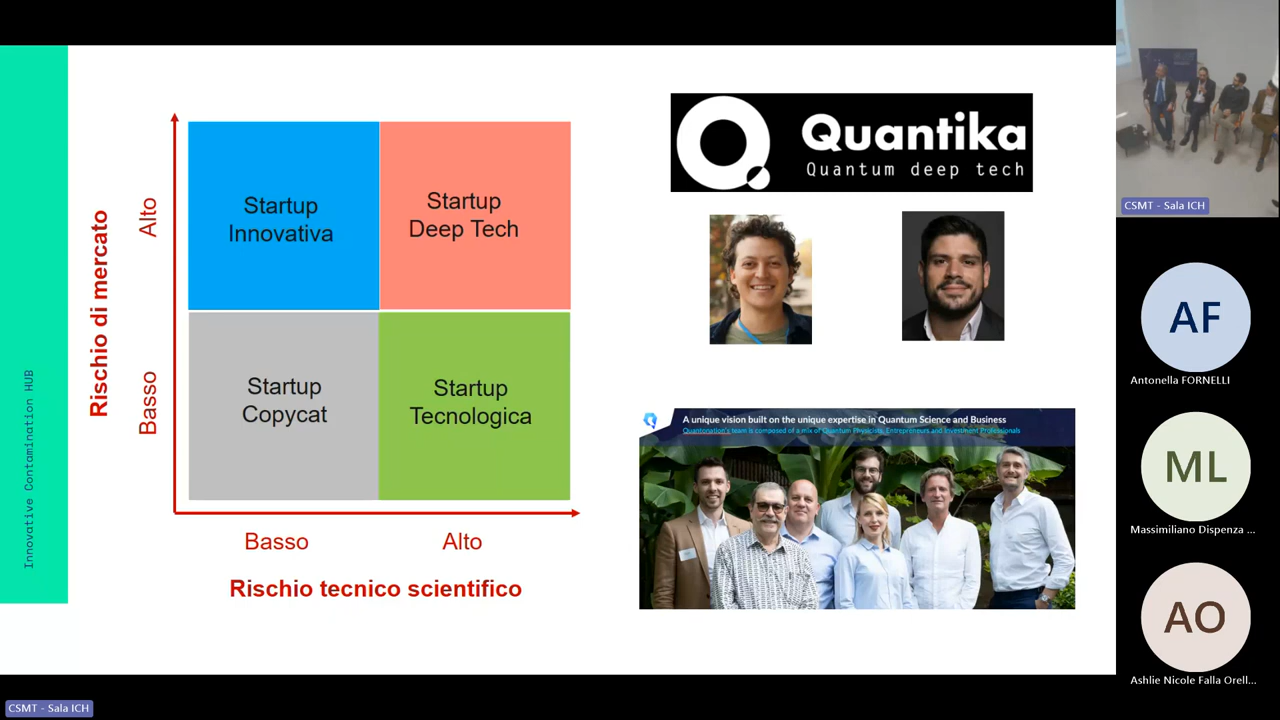 Innovative Contamination HUB
Rischio di mercato
Alto
Basso
Startup
Innovativa
Startup
Deep Tech
Startup
Copycat
Startup
Tecnologica
Basso
Alto
Rischio tecnico scientifico
Quantika
Quantum deep tech
A unique vision built on the unique expertise in Quantum Science and Business
Quantonation's team is composed of a mix of Quantum Physicists, Entrepreneurs and Investment Professionals
CSMT - Sala ICH
AF
Antonella FORNELLI
ML
Massimiliano Dispenza ...
AO
Ashlie Nicole Falla Orell...
CSMT - Sala ICH